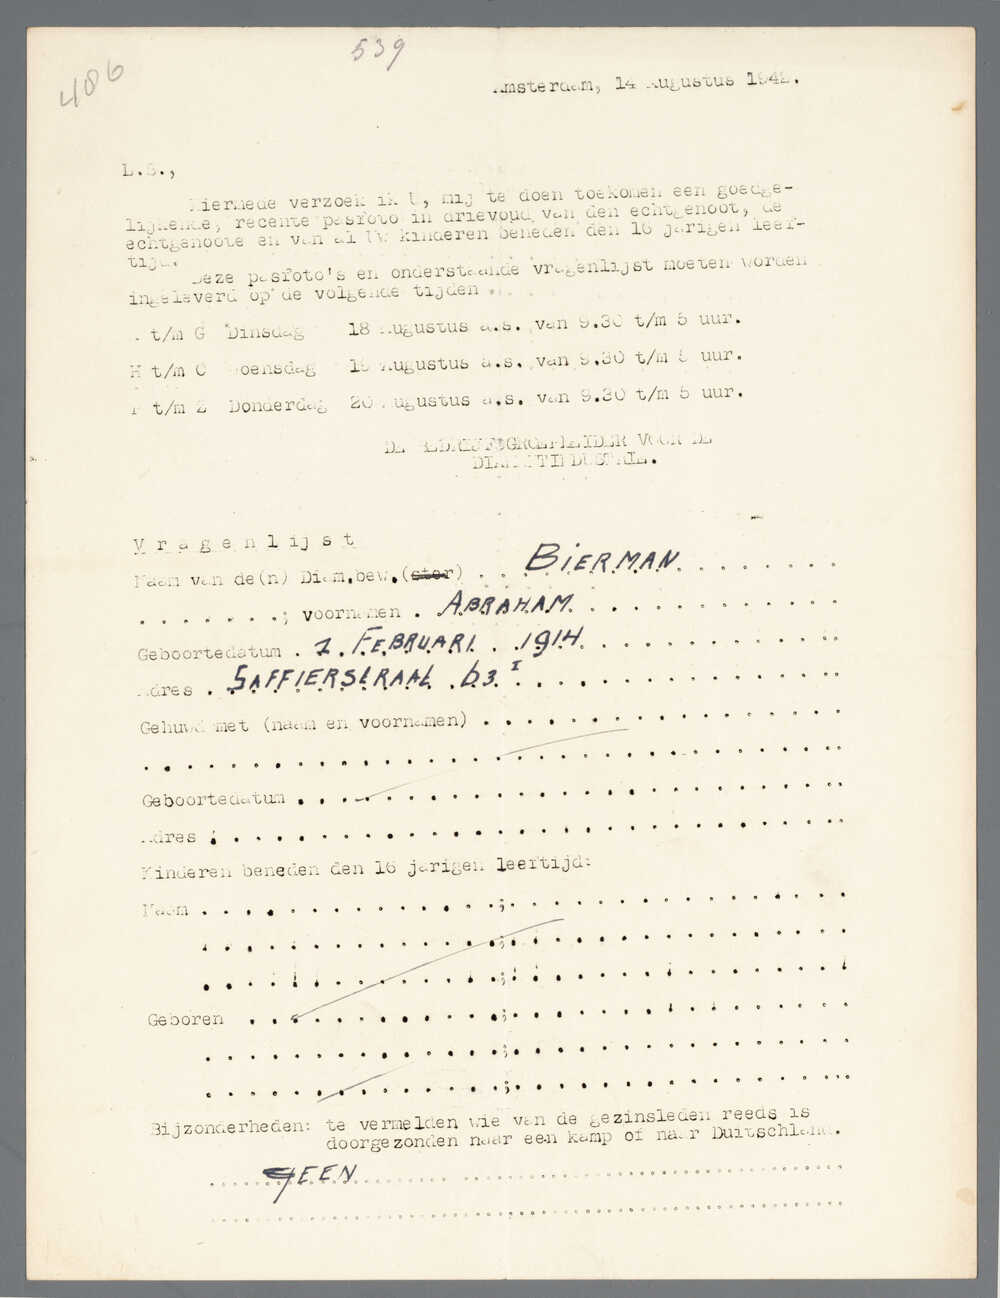 539
486
Amsterdam, 14 Augustus 1942.
L.S.,
Hiermede verzoek ik U, mij te doen toekomen een goedge-
lijkende, recente pasfoto in drievoud van den echtgenoot, de
echtgenoote en van al Uw kinderen beneden den 16 jarigen leef-
tijd.
Deze pasfoto's en onderstaande vragenlijst moeten worden
ingeleverd op de volgende tijden
A t/m G Dinsdag 18 Augustus a.s. van 9.30 t/m 5 uur.
H t/m O Woensdag 19 Augustus a.s. van 9.30 t/m 5 uur.
P t/m Z Donderdag 20 Augustus a.s. van 9.30 t/m 5 uur.
DE BEDRIJFSGROEPLEIDER VOOR DE
DIAMANTINDUSTRIE.
Vragenlijst
Naam van de(n) Diam.bew.(ster) . . BIERMAN . . . . . . . .
. . . . . . . ; voornamen . ABRAHAM . . . . . . . . . . . .
Geboortedatum . 7 . FEBRUARI . 1914 . . . . . . . . . . .
Adres . SAFFIERSTRAAT 63 I . . . . . . . . . . . . . . .
Gehuwd met (naam en voornamen) . . . . . . . . . . . . . . . . .
. . . . . . . . . . . . . . . . . . . . . . . . . . . . . . . .
Geboortedatum . . . . . . . . . . . . . . . . . . . . . . . . .
Adres . . . . . . . . . . . . . . . . . . . . . . . . . . . . .
Kinderen beneden den 16 jarigen leeftijd:
Naam . . . . . . . . . . . . . . ; . . . . . . . . . . . . . . .
. . . . . . . . . . . . . . ; . . . . . . . . . . . . . . .
. . . . . . . . . . . . . . ; . . . . . . . . . . . . . . .
Geboren . . . . . . . . . . . . ; . . . . . . . . . . . . . . .
. . . . . . . . . . . . . . ; . . . . . . . . . . . . . . .
. . . . . . . . . . . . . . ; . . . . . . . . . . . . . . .
Bijzonderheden: te vermelden wie van de gezinsleden reeds is
doorgezonden naar een kamp of naar Duitschland.
GEEN